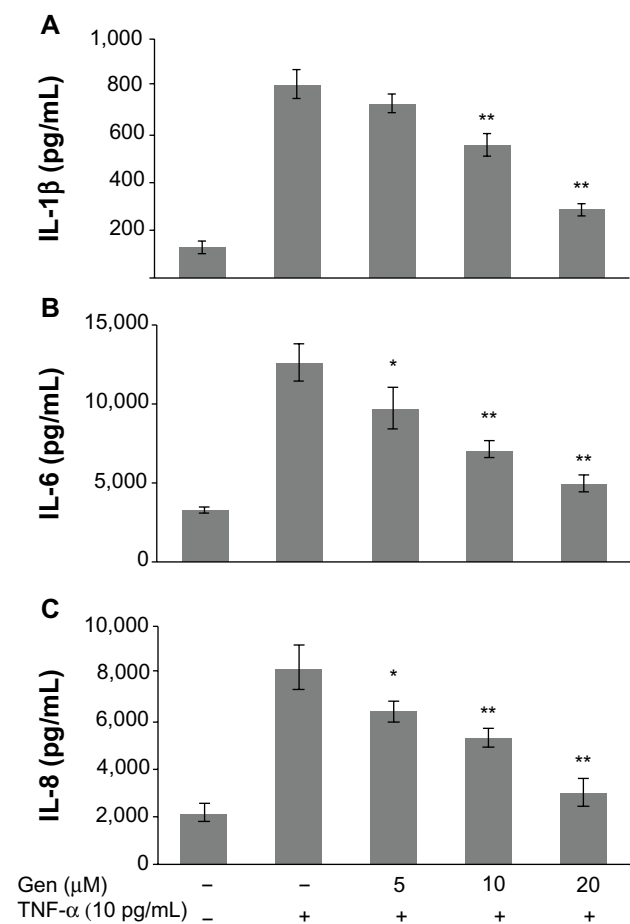 A
1,000
800
600
400
200
IL-1β (pg/mL)
**
**
B
15,000
10,000
5,000
0
IL-6 (pg/mL)
*
**
**
C
10,000
8,000
6,000
4,000
2,000
0
IL-8 (pg/mL)
*
**
**
Gen (μM) – – 5 10 20
TNF-α (10 pg/mL) – + + + +